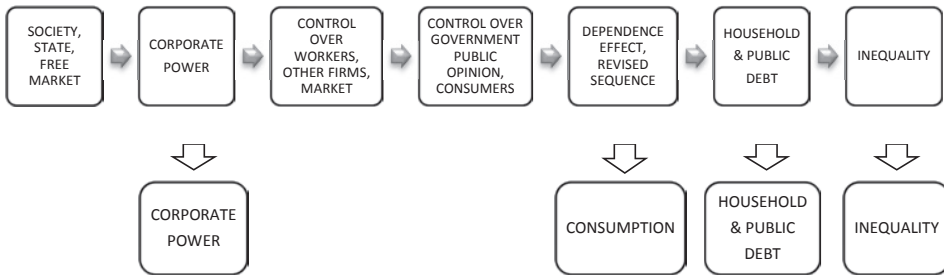 SOCIETY,
STATE,
FREE
MARKET
CORPORATE
POWER
CONTROL
OVER
WORKERS,
OTHER FIRMS,
MARKET
CONTROL OVER
GOVERNMENT
PUBLIC
OPINION,
CONSUMERS
DEPENDENCE
EFFECT,
REVISED
SEQUENCE
HOUSEHOLD
& PUBLIC
DEBT
INEQUALITY
CORPORATE
POWER
CONSUMPTION
HOUSEHOLD
& PUBLIC
DEBT
INEQUALITY